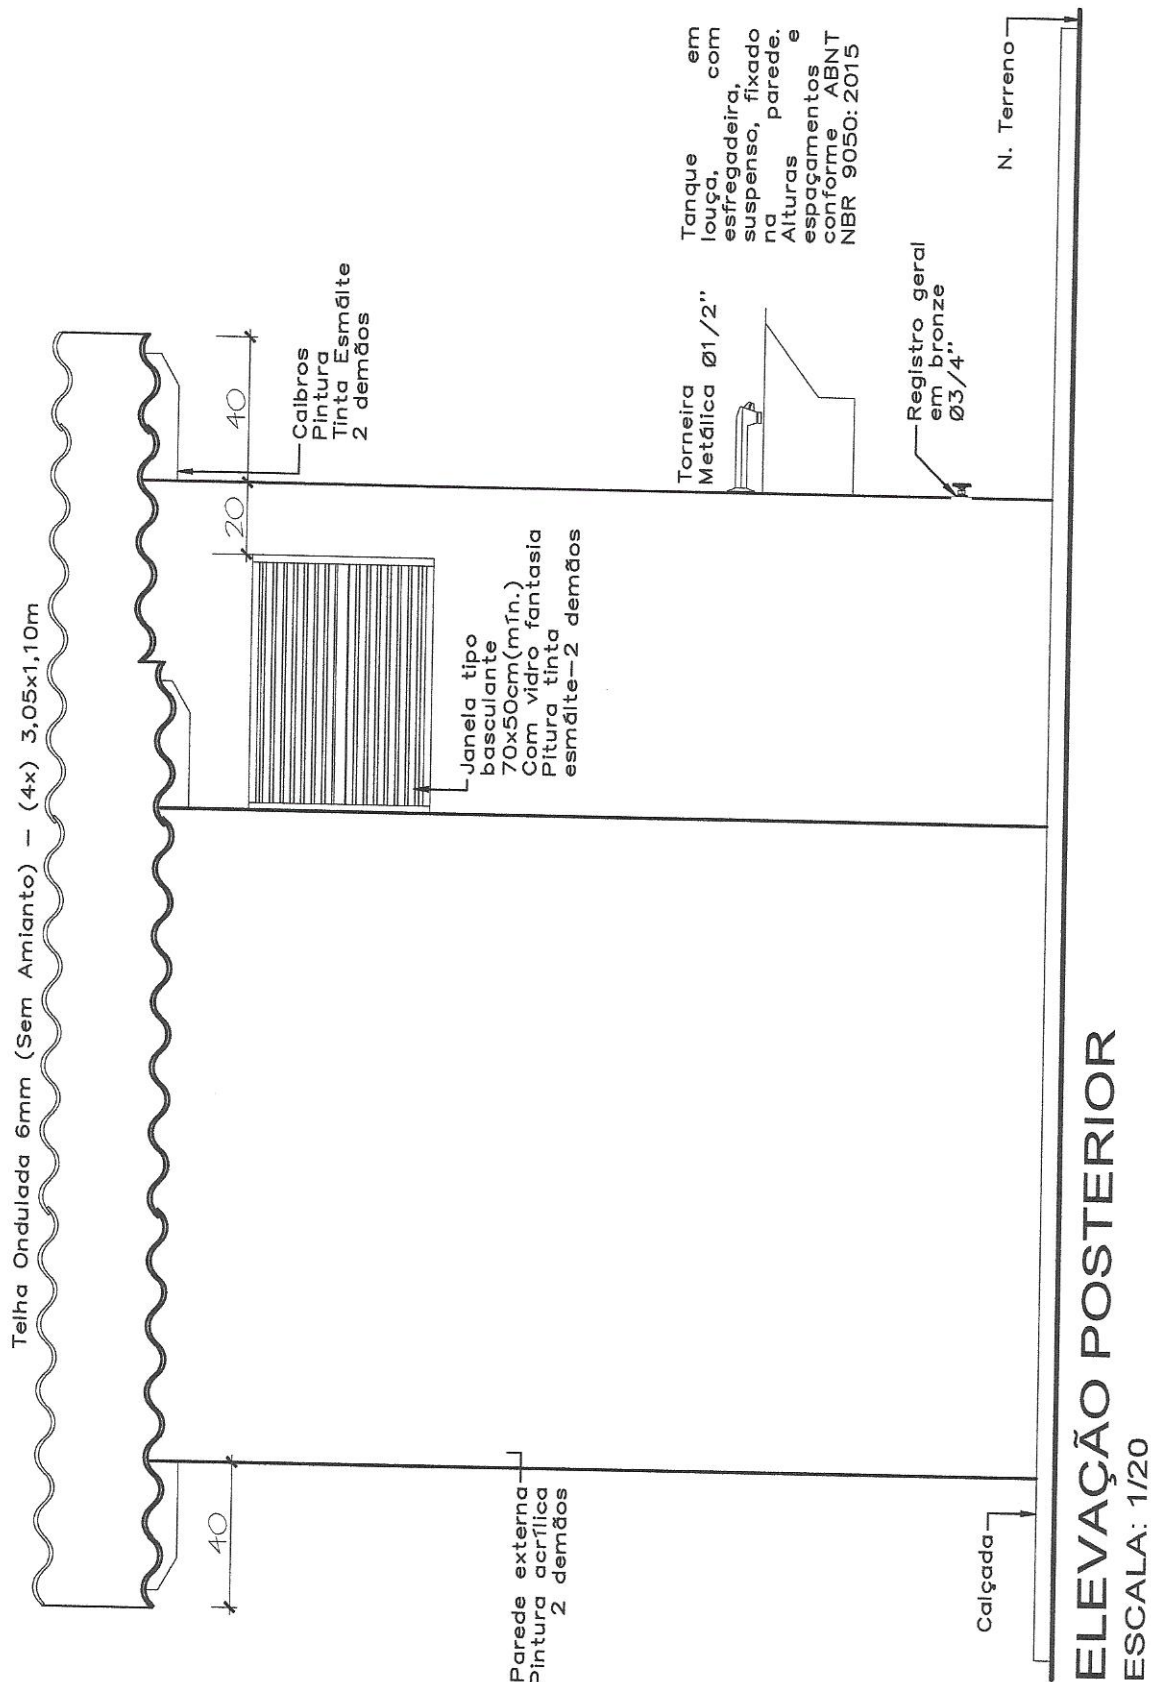 Telha Ondulada 6mm (Sem Amianto) – (4x) 3,05x1,10m
40
20
40
Caibros
Pintura
Tinta Esmálte
2 demãos
Janela tipo
basculante
70x50cm(mín.)
Com vidro fantasia
Pitura tinta
esmálte–2 demãos
Parede externa
Pintura acrílica
2 demãos
Torneira
Metálica Ø1/2"
Tanque em
louça, com
esfregadeira,
suspenso, fixado
na parede.
Alturas e
espaçamentos
conforme ABNT
NBR 9050:2015
Registro geral
em bronze
Ø3/4"
Calçada
N. Terreno
ELEVAÇÃO POSTERIOR
ESCALA: 1/20